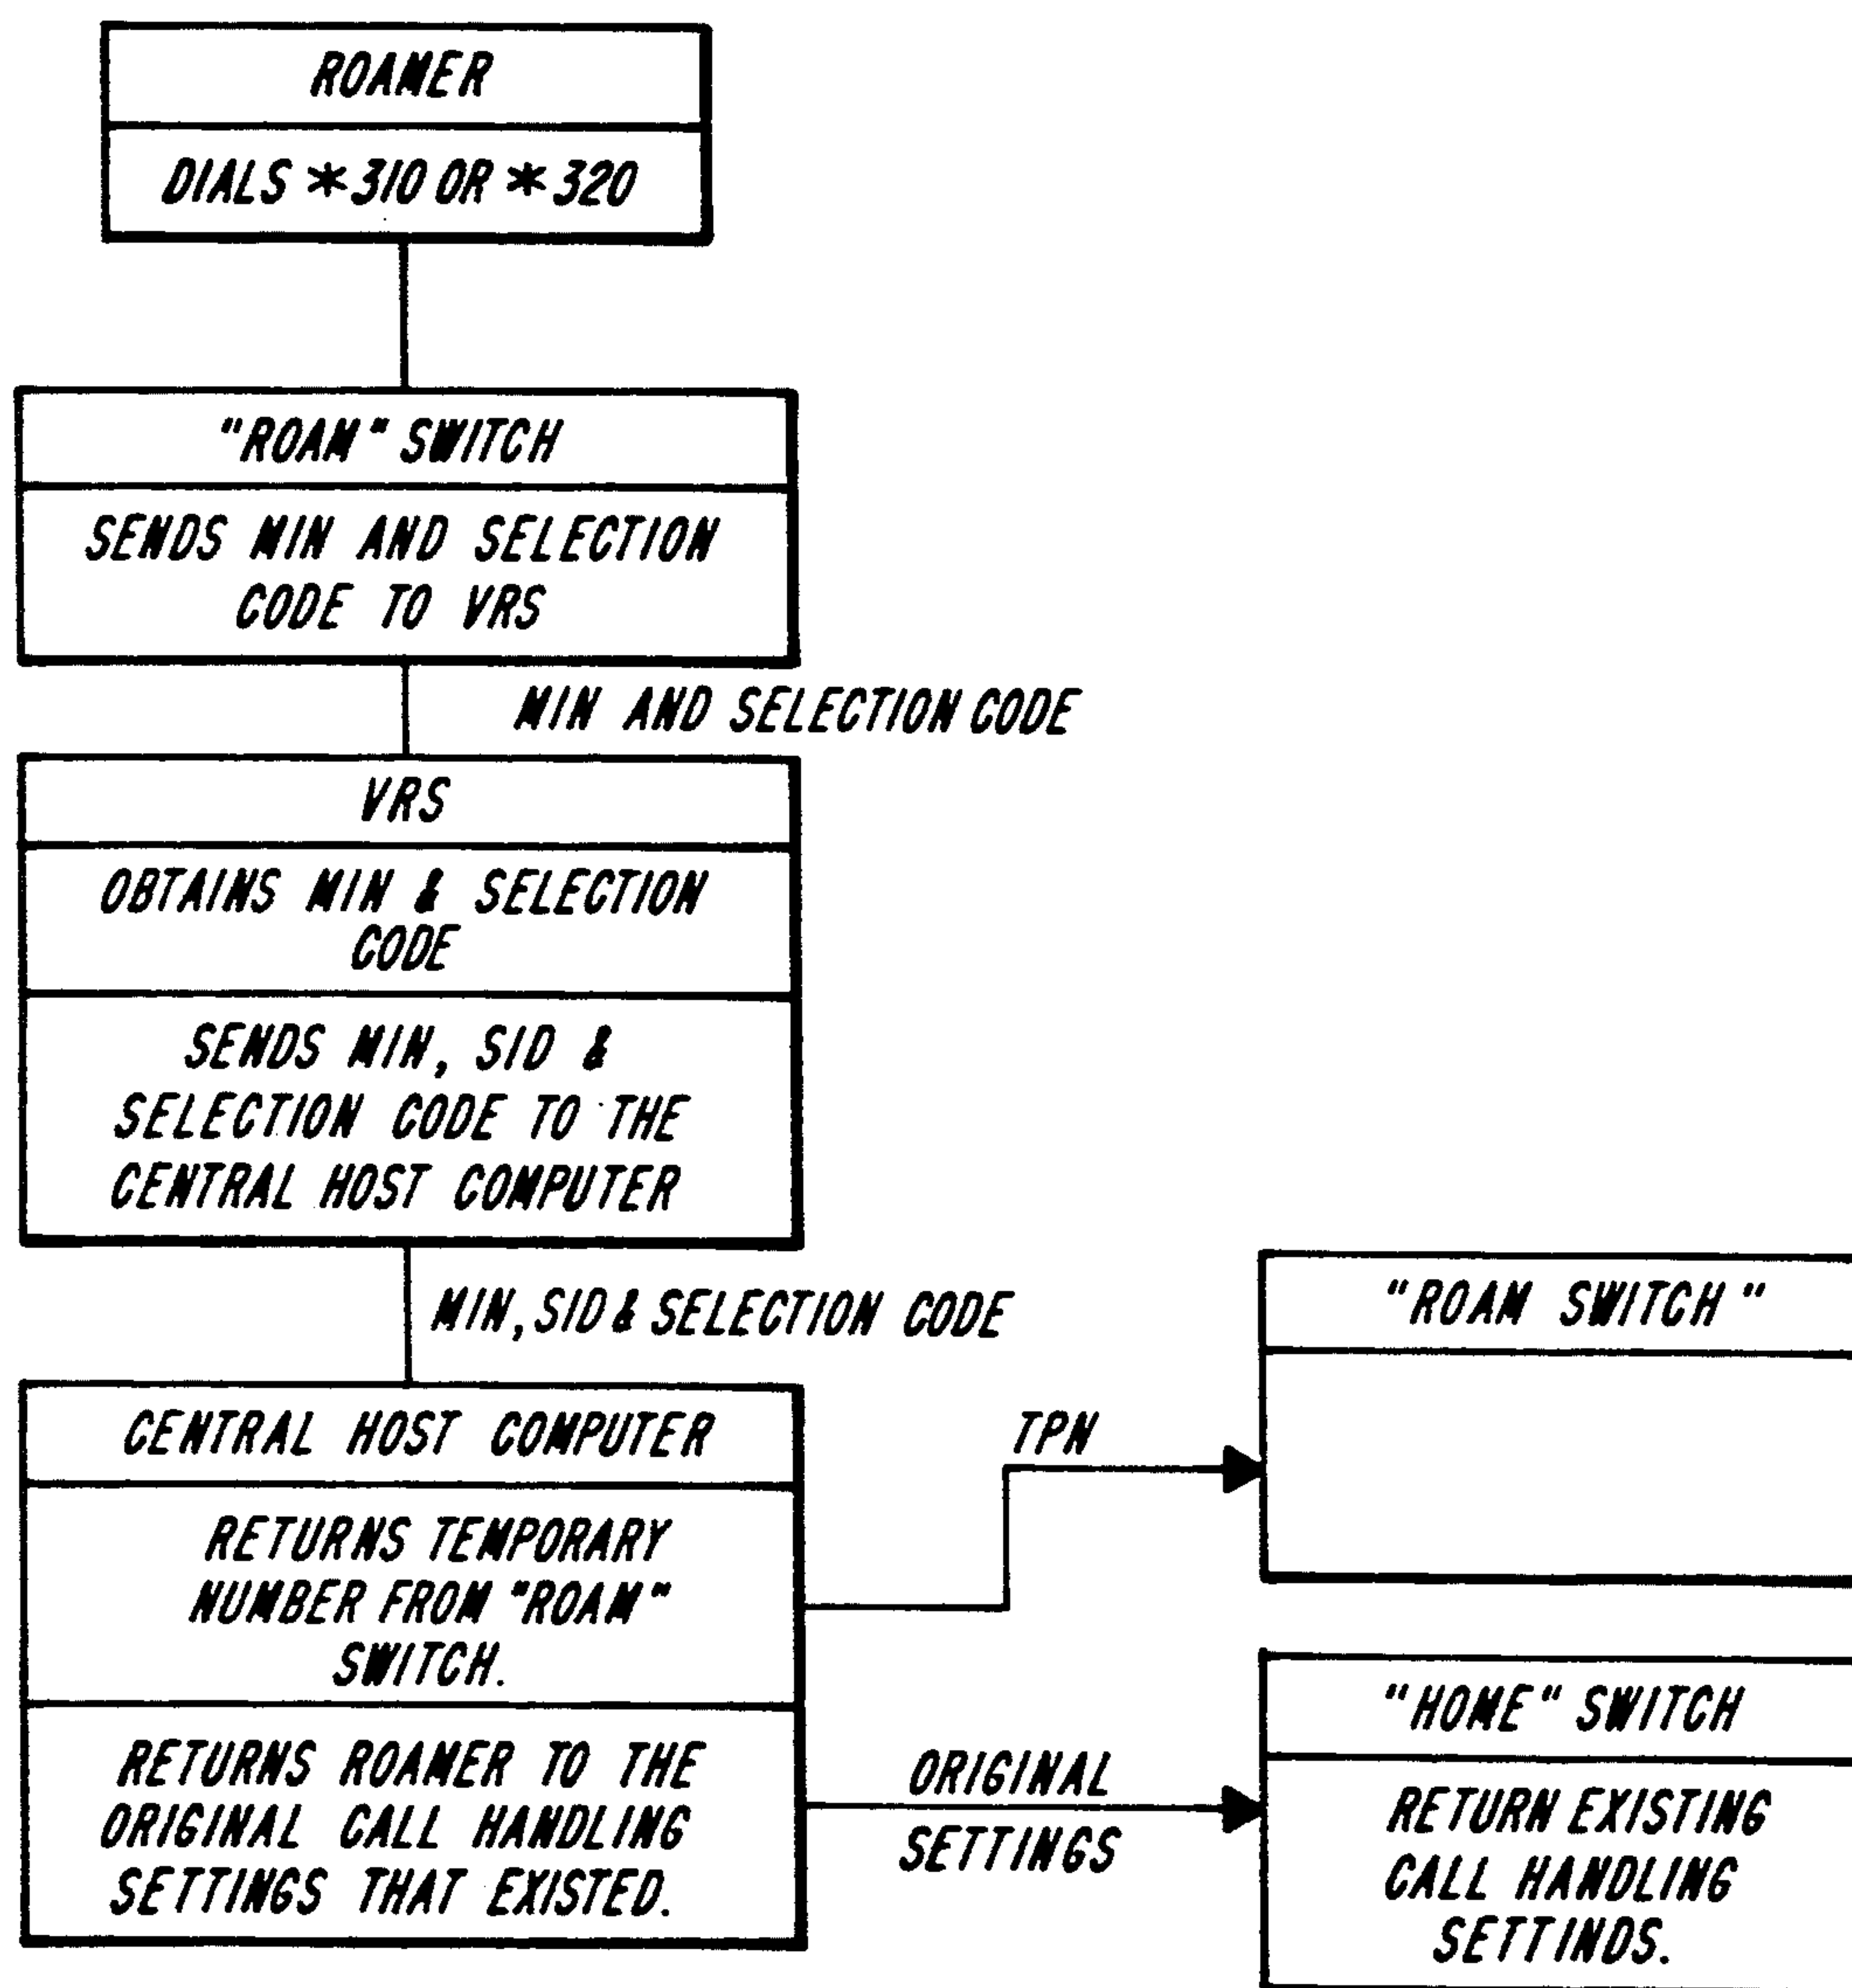 ROAMER
DIALS *310 OR *320
"ROAM" SWITCH
SENDS MIN AND SELECTION
CODE TO VRS
MIN AND SELECTION CODE
VRS
OBTAINS MIN & SELECTION
CODE
SENDS MIN, SID &
SELECTION CODE TO THE
CENTRAL HOST COMPUTER
MIN, SID & SELECTION CODE
CENTRAL HOST COMPUTER
RETURNS TEMPORARY
NUMBER FROM "ROAM"
SWITCH.
RETURNS ROAMER TO THE
ORIGINAL CALL HANDLING
SETTINGS THAT EXISTED.
TPN
"ROAM SWITCH"
ORIGINAL
SETTINGS
"HOME" SWITCH
RETURN EXISTING
CALL HANDLING
SETTINDS.